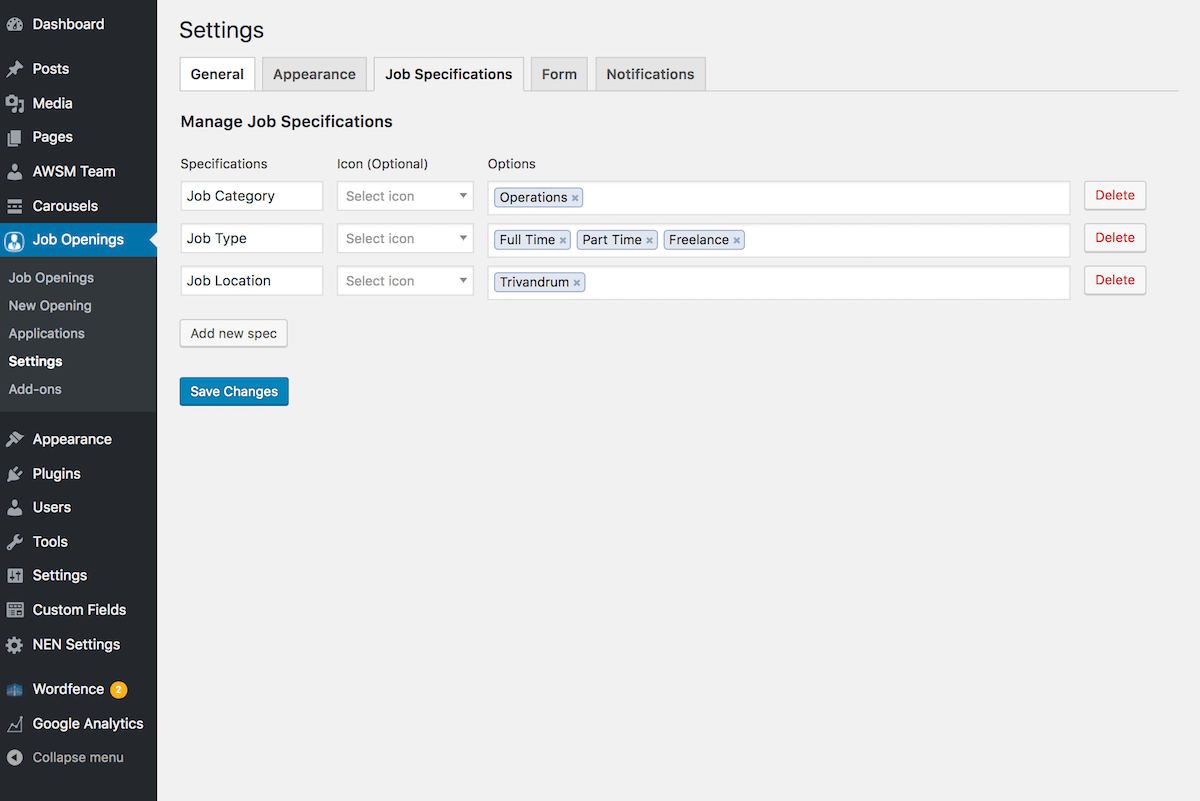 Dashboard
Posts
Media
Pages
AWSM Team
Carousels
Job Openings
Job Openings
New Opening
Applications
Settings
Add-ons
Appearance
Plugins
Users
Tools
Settings
Custom Fields
NEN Settings
Wordfence 2
Google Analytics
Collapse menu
Settings
General Appearance Job Specifications Form Notifications
Manage Job Specifications
Specifications Icon (Optional) Options
Job Category Select icon Operations × Delete
Job Type Select icon Full Time × Part Time × Freelance × Delete
Job Location Select icon Trivandrum × Delete
Add new spec
Save Changes